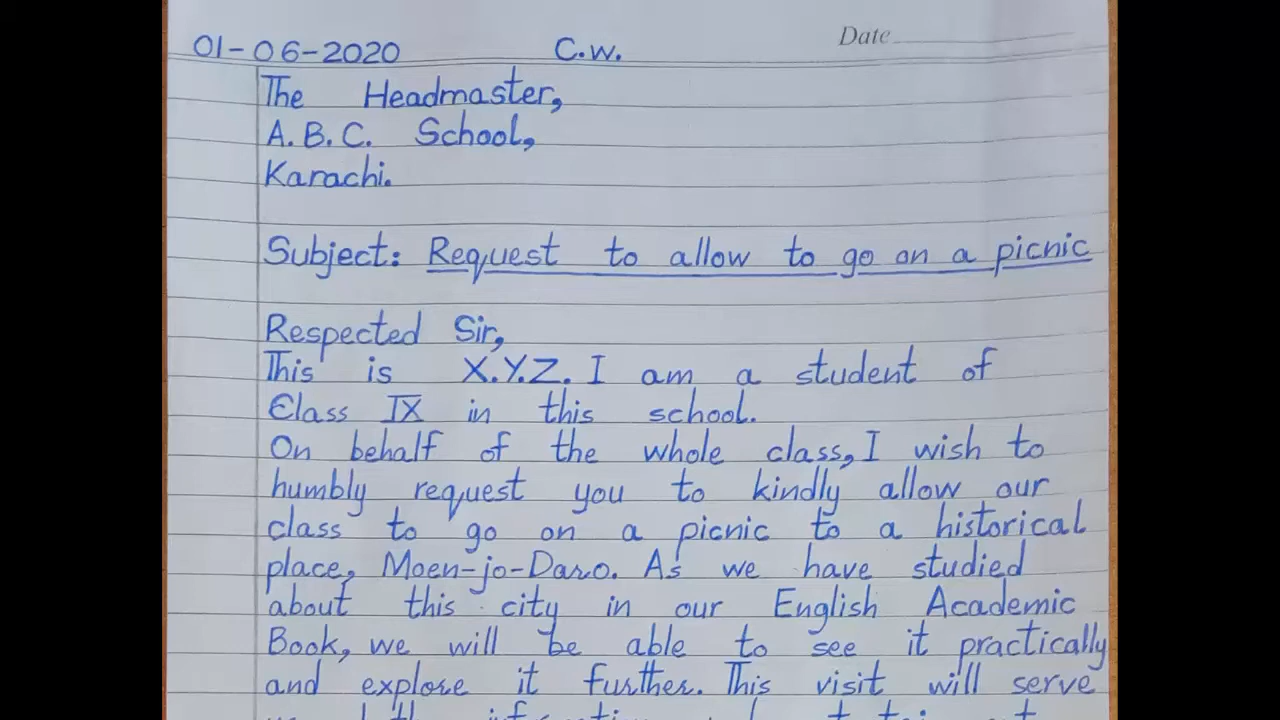 01-06-2020 C.W. Date
The Headmaster,
A.B.C. School,
Karachi.
Subject: Request to allow to go on a picnic
Respected Sir,
This is X.Y.Z. I am a student of
Class IX in this school.
On behalf of the whole class, I wish to
humbly request you to kindly allow our
class to go on a picnic to a historical
place, Moen-jo-Daro. As we have studied
about this city in our English Academic
Book, we will be able to see it practically
and explore it further. This visit will serve